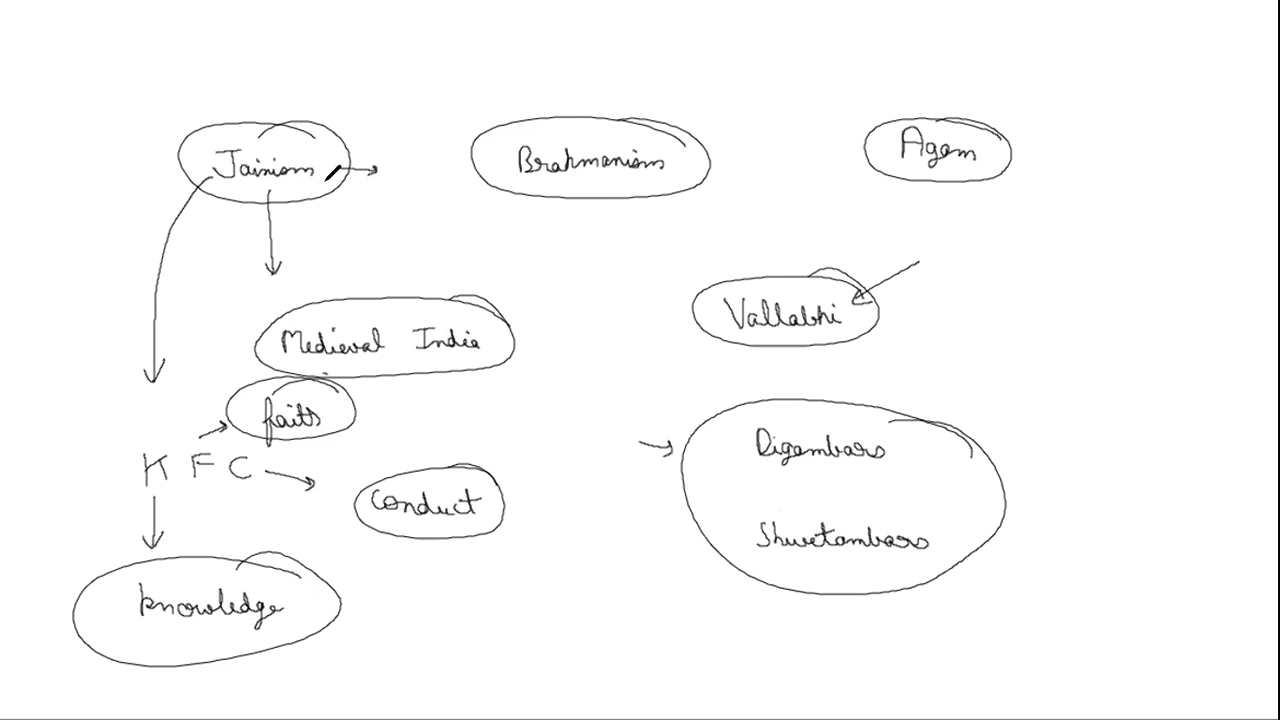 Jainism
Brahmanism
Agam
Medieval India
Vallabhi
faith
K F C
Conduct
Digambars
Shwetambars
knowledge